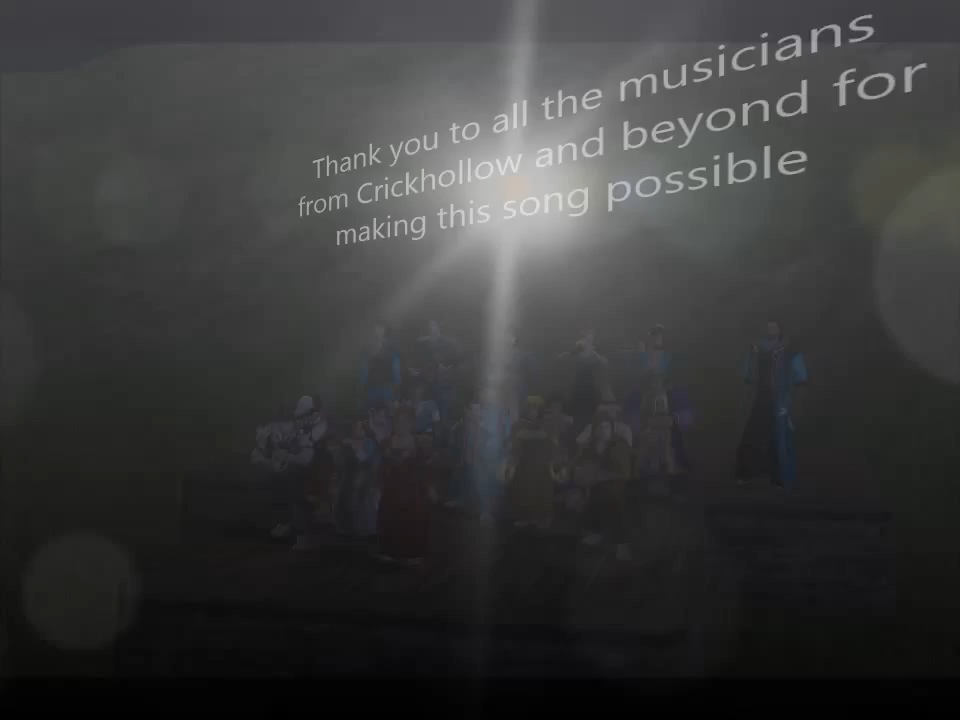 Thank you to all the musicians
from Crickhollow and beyond for
making this song possible